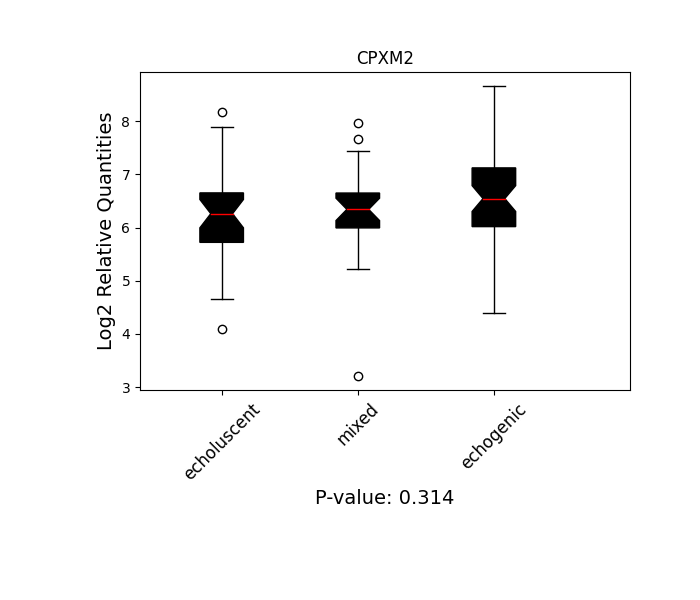 CPXM2
Log2 Relative Quantities
8
7
6
5
4
3
echoluscent
mixed
echogenic
P-value: 0.314